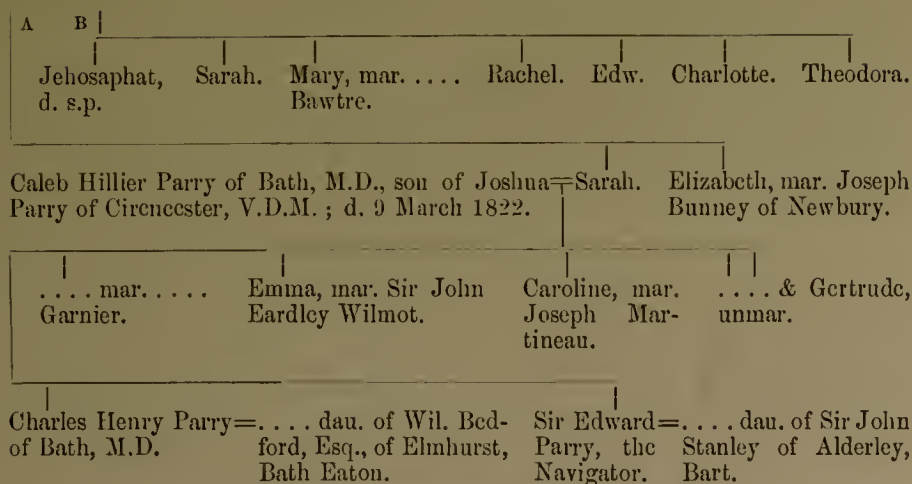 A B
Jehosaphat, d. s.p.
Sarah.
Mary, mar. .... Bawtre.
Rachel.
Edw.
Charlotte.
Theodora.
Caleb Hillier Parry of Bath, M.D., son of Joshua=Sarah.
Parry of Cirencester, V.D.M. ; d. 9 March 1822.
Elizabeth, mar. Joseph
Bunney of Newbury.
.... mar. ....
Garnier.
Emma, mar. Sir John
Eardley Wilmot.
Caroline, mar.
Joseph Mar-
tineau.
.... & Gertrude,
unmar.
Charles Henry Parry=.... dau. of Wil. Bed-
of Bath, M.D.
ford, Esq., of Elmhurst,
Bath Eaton.
Sir Edward=.... dau. of Sir John
Parry, the
Navigator.
Stanley of Alderley,
Bart.